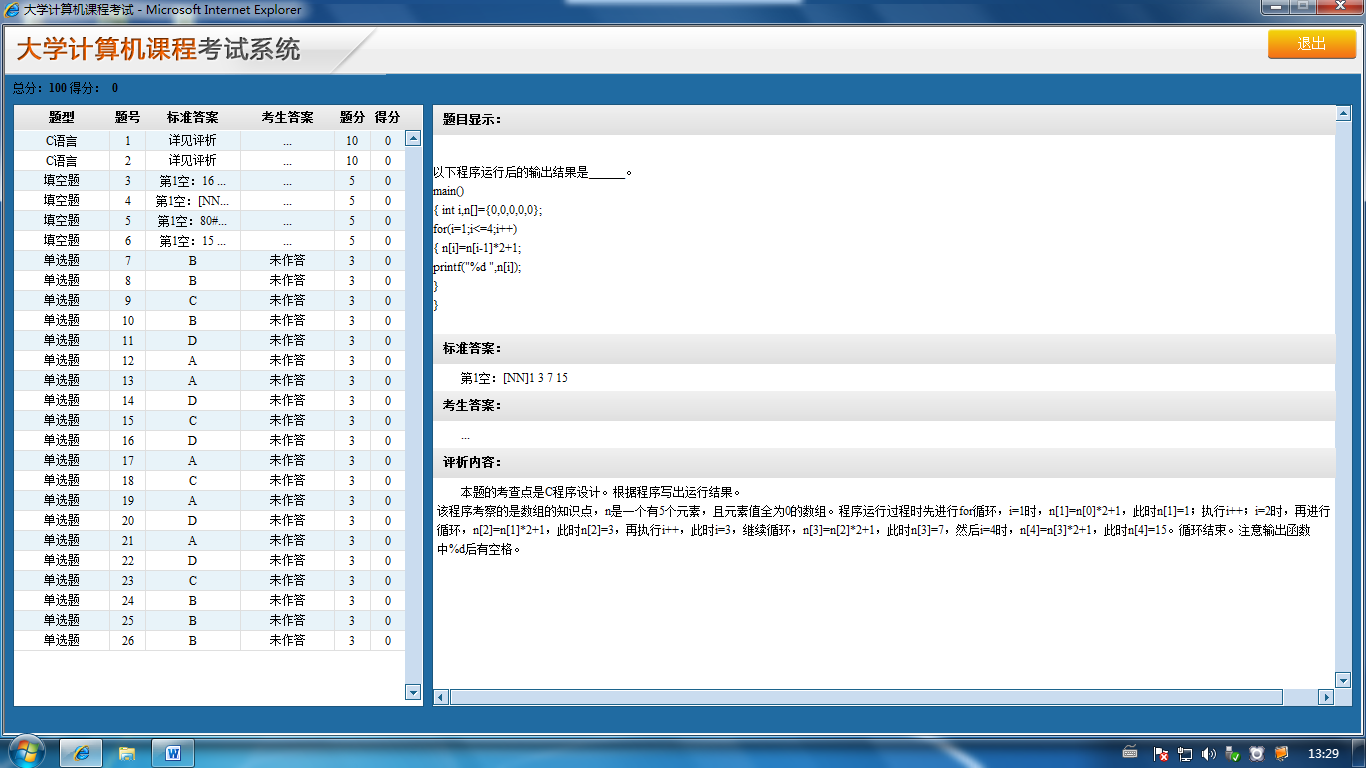 大学计算机课程考试 - Microsoft Internet Explorer
大学计算机课程考试系统
退出
总分：100 得分： 0
题型 题号 标准答案 考生答案 题分 得分
C语言 1 详见评析 ... 10 0
C语言 2 详见评析 ... 10 0
填空题 3 第1空：16 ... ... 5 0
填空题 4 第1空：[NN... ... 5 0
填空题 5 第1空：80#... ... 5 0
填空题 6 第1空：15 ... ... 5 0
单选题 7 B 未作答 3 0
单选题 8 B 未作答 3 0
单选题 9 C 未作答 3 0
单选题 10 B 未作答 3 0
单选题 11 D 未作答 3 0
单选题 12 A 未作答 3 0
单选题 13 A 未作答 3 0
单选题 14 D 未作答 3 0
单选题 15 C 未作答 3 0
单选题 16 D 未作答 3 0
单选题 17 A 未作答 3 0
单选题 18 C 未作答 3 0
单选题 19 A 未作答 3 0
单选题 20 D 未作答 3 0
单选题 21 A 未作答 3 0
单选题 22 D 未作答 3 0
单选题 23 C 未作答 3 0
单选题 24 B 未作答 3 0
单选题 25 B 未作答 3 0
单选题 26 B 未作答 3 0
题目显示：
以下程序运行后的输出结果是______。
main()
{ int i,n[]={0,0,0,0,0};
for(i=1;i<=4;i++)
{ n[i]=n[i-1]*2+1;
printf("%d ",n[i]);
}
}
标准答案：
第1空：[NN]1 3 7 15
考生答案：
...
评析内容：
本题的考查点是C程序设计。根据程序写出运行结果。
该程序考察的是数组的知识点，n是一个有5个元素，且元素值全为0的数组。程序运行过程时先进行for循环，i=1时，n[1]=n[0]*2+1，此时n[1]=1；执行i++；i=2时，再进行
循环，n[2]=n[1]*2+1，此时n[2]=3，再执行i++，此时i=3，继续循环，n[3]=n[2]*2+1，此时n[3]=7，然后i=4时，n[4]=n[3]*2+1，此时n[4]=15。循环结束。注意输出函数
中%d后有空格。
13:29